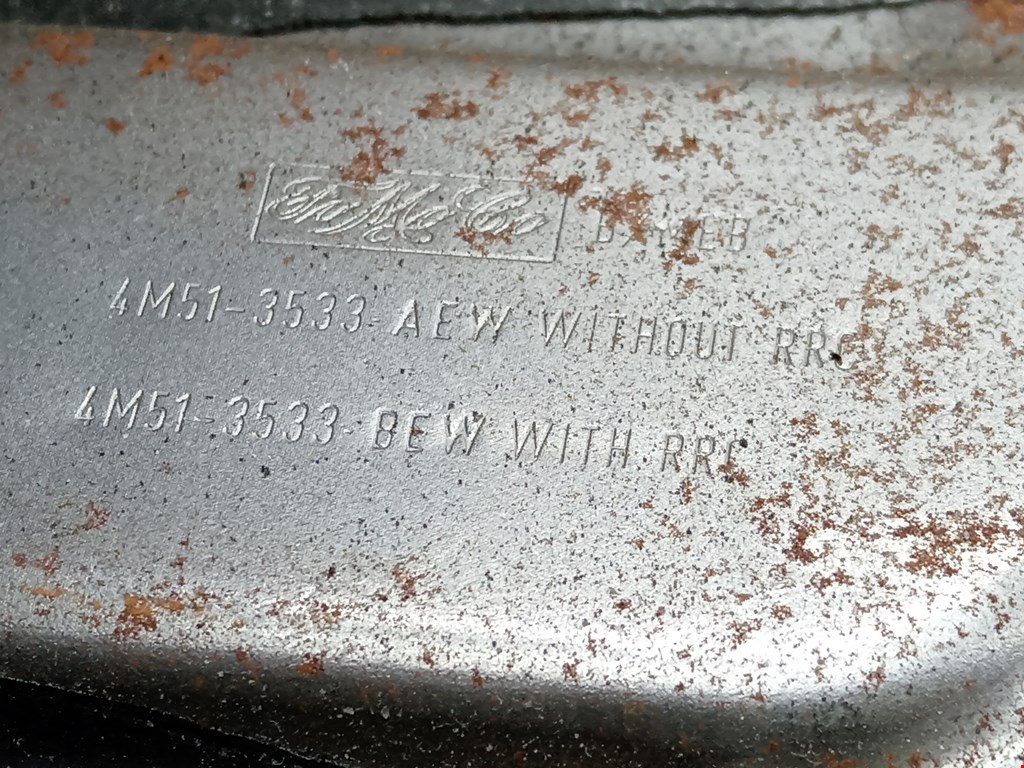 FoMoCo
4M51-3533-AEW WITHOUT RRC
4M51-3533-BEW WITH RRC